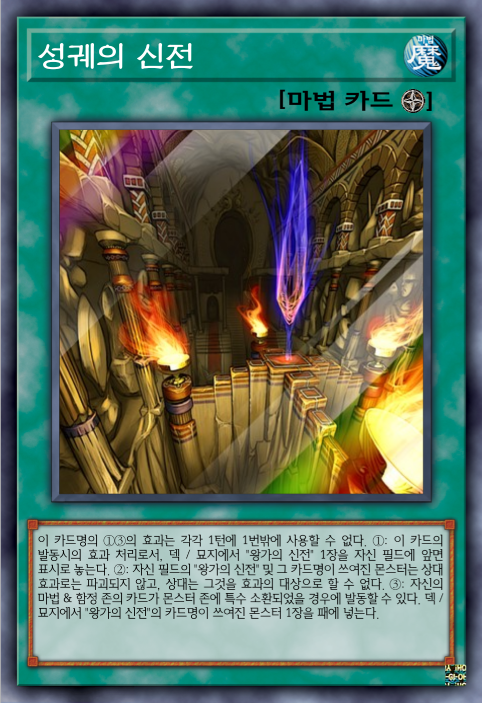 성궤의 신전
마법
魔
[마법 카드 ]
이 카드명의 ①③의 효과는 각각 1턴에 1번밖에 사용할 수 없다. ①: 이 카드의
발동시의 효과 처리로서, 덱 / 묘지에서 "왕가의 신전" 1장을 자신 필드에 앞면
표시로 놓는다. ②: 자신 필드의 "왕가의 신전" 및 그 카드명이 쓰여진 몬스터는 상대
효과로는 파괴되지 않고, 상대는 그것을 효과의 대상으로 할 수 없다. ③: 자신의
마법 & 함정 존의 카드가 몬스터 존에 특수 소환되었을 경우에 발동할 수 있다. 덱 /
묘지에서 "왕가의 신전"의 카드명이 쓰여진 몬스터 1장을 패에 넣는다.